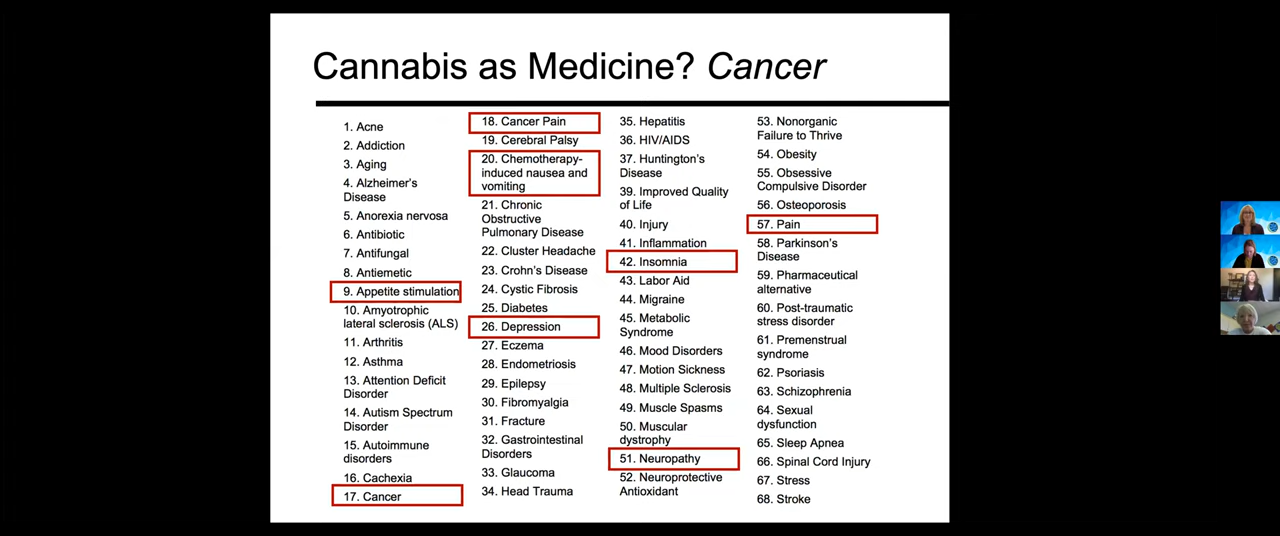 Cannabis as Medicine? Cancer
1. Acne
2. Addiction
3. Aging
4. Alzheimer's
Disease
5. Anorexia nervosa
6. Antibiotic
7. Antifungal
8. Antiemetic
9. Appetite stimulation
10. Amyotrophic
lateral sclerosis (ALS)
11. Arthritis
12. Asthma
13. Attention Deficit
Disorder
14. Autism Spectrum
Disorder
15. Autoimmune
disorders
16. Cachexia
17. Cancer
18. Cancer Pain
19. Cerebral Palsy
20. Chemotherapy-
induced nausea and
vomiting
21. Chronic
Obstructive
Pulmonary Disease
22. Cluster Headache
23. Crohn's Disease
24. Cystic Fibrosis
25. Diabetes
26. Depression
27. Eczema
28. Endometriosis
29. Epilepsy
30. Fibromyalgia
31. Fracture
32. Gastrointestinal
Disorders
33. Glaucoma
34. Head Trauma
35. Hepatitis
36. HIV/AIDS
37. Huntington's
Disease
39. Improved Quality
of Life
40. Injury
41. Inflammation
42. Insomnia
43. Labor Aid
44. Migraine
45. Metabolic
Syndrome
46. Mood Disorders
47. Motion Sickness
48. Multiple Sclerosis
49. Muscle Spasms
50. Muscular
dystrophy
51. Neuropathy
52. Neuroprotective
Antioxidant
53. Nonorganic
Failure to Thrive
54. Obesity
55. Obsessive
Compulsive Disorder
56. Osteoporosis
57. Pain
58. Parkinson's
Disease
59. Pharmaceutical
alternative
60. Post-traumatic
stress disorder
61. Premenstrual
syndrome
62. Psoriasis
63. Schizophrenia
64. Sexual
dysfunction
65. Sleep Apnea
66. Spinal Cord Injury
67. Stress
68. Stroke